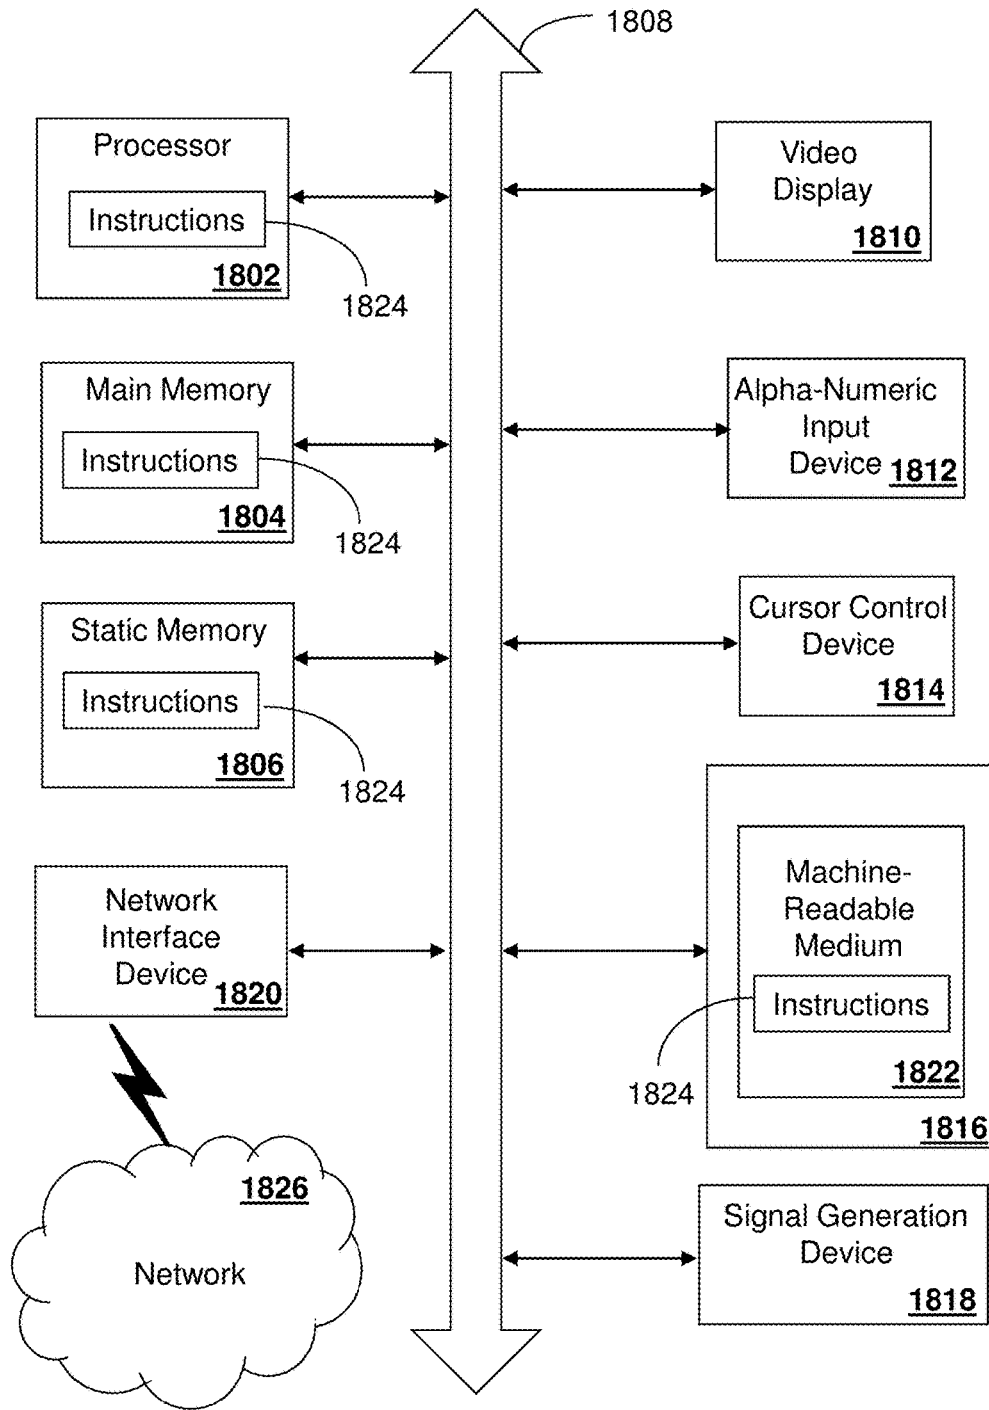 1808
Processor
Instructions
1802
1824
Main Memory
Instructions
1804
1824
Static Memory
Instructions
1806
1824
Network
Interface
Device
1820
1826
Network
Video
Display
1810
Alpha-Numeric
Input
Device
1812
Cursor Control
Device
1814
Machine-
Readable
Medium
Instructions
1824
1822
1816
Signal Generation
Device
1818